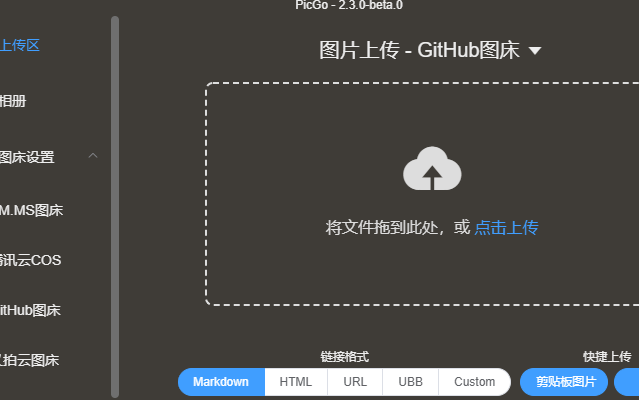 PicGo - 2.3.0-beta.0
上传区
相册
图床设置
M.MS图床
腾讯云COS
itHub图床
又拍云图床
图片上传 - GitHub图床
将文件拖到此处，或 点击上传
链接格式
快捷上传
Markdown HTML URL UBB Custom 剪贴板图片